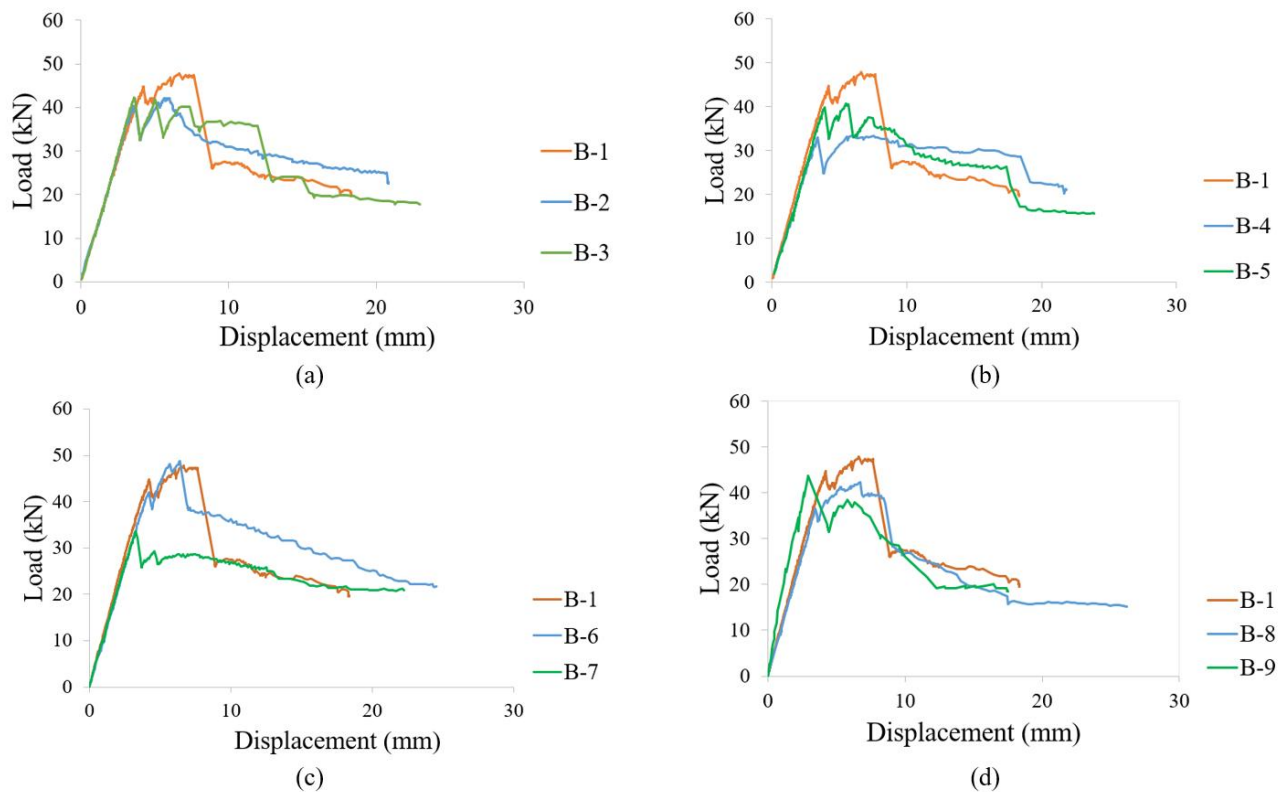 60
50
40
30
20
10
0
Load (kN)
0 10 20 30
Displacement (mm)
B-1
B-2
B-3
(a)
60
50
40
30
20
10
0
Load (kN)
0 10 20 30
Displacement (mm)
B-1
B-4
B-5
(b)
60
50
40
30
20
10
0
Load (kN)
0 10 20 30
Displacement (mm)
B-1
B-6
B-7
(c)
60
50
40
30
20
10
0
Load (kN)
0 10 20 30
Displacement (mm)
B-1
B-8
B-9
(d)